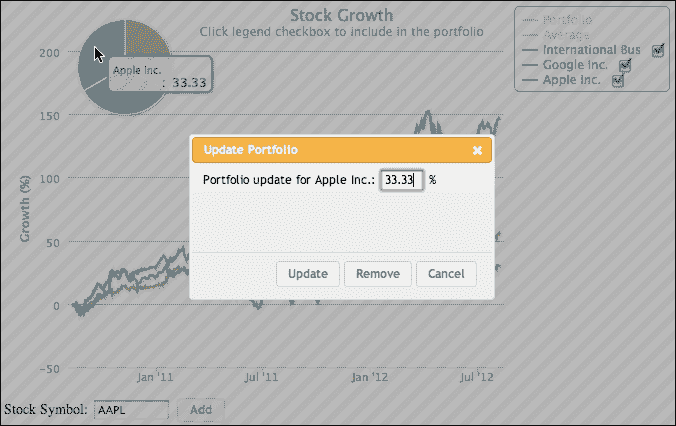 Stock Growth
Click legend checkbox to include in the portfolio
Portfolio
Average
International Bus
Google Inc.
Apple Inc.
Apple Inc.
: 33.33
Growth (%)
200
150
100
50
0
-50
Jan '11
Jul '11
Jan '12
Jul '12
Update Portfolio
Portfolio update for Apple Inc.: 33.33 %
Update Remove Cancel
Stock Symbol: AAPL Add